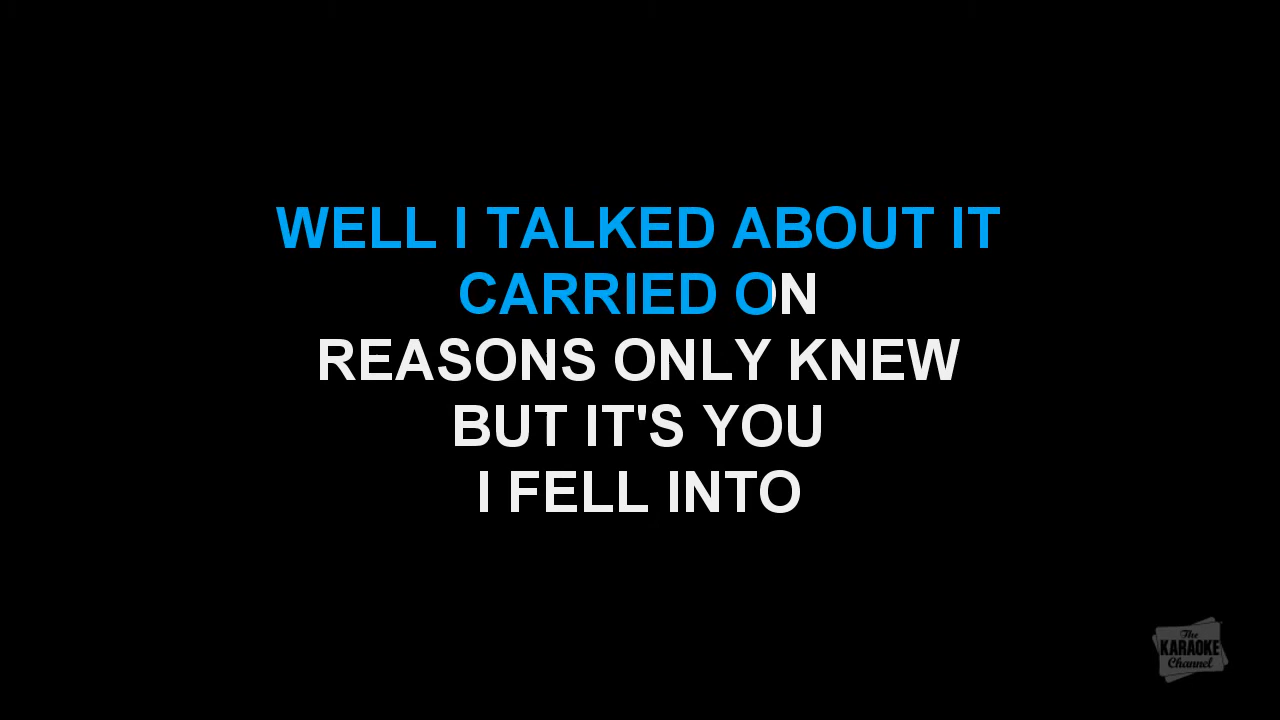 WELL I TALKED ABOUT IT
CARRIED ON
REASONS ONLY KNEW
BUT IT'S YOU
I FELL INTO
The
KARAOKE
Channel